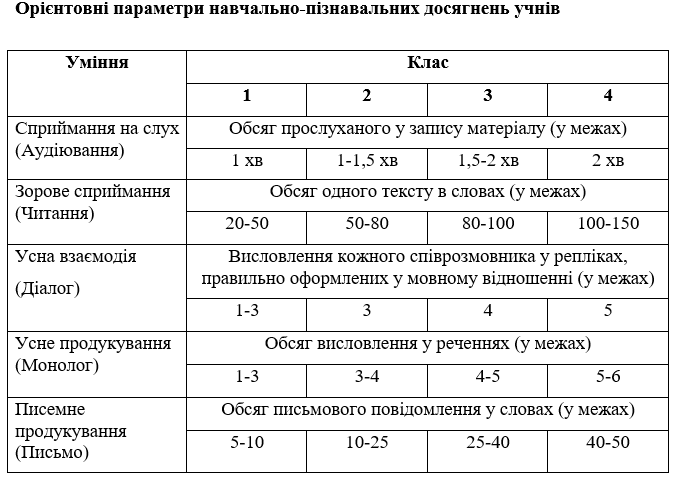 Орієнтовні параметри навчально-пізнавальних досягнень учнів
Уміння
Клас
1 2 3 4
Сприймання на слух
(Аудіювання)
Обсяг прослуханого у запису матеріалу (у межах)
1 хв 1-1,5 хв 1,5-2 хв 2 хв
Зорове сприймання
(Читання)
Обсяг одного тексту в словах (у межах)
20-50 50-80 80-100 100-150
Усна взаємодія
(Діалог)
Висловлення кожного співрозмовника у репліках,
правильно оформлених у мовному відношенні (у межах)
1-3 3 4 5
Усне продукування
(Монолог)
Обсяг висловлення у реченнях (у межах)
1-3 3-4 4-5 5-6
Писемне
продукування
(Письмо)
Обсяг письмового повідомлення у словах (у межах)
5-10 10-25 25-40 40-50